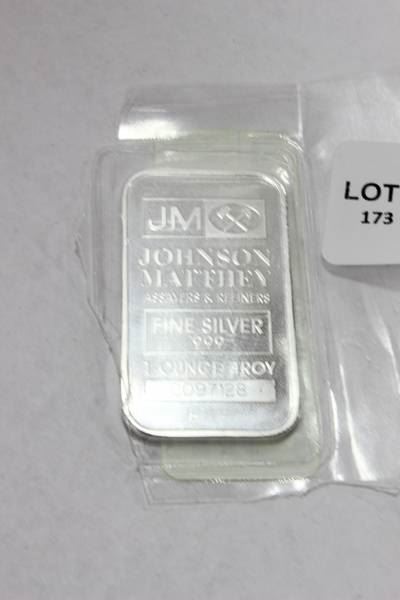 JM
JOHNSON
MATTHEY
ASSAYERS & REFINERS
FINE SILVER
999
1 OUNCE TROY
LOT
173